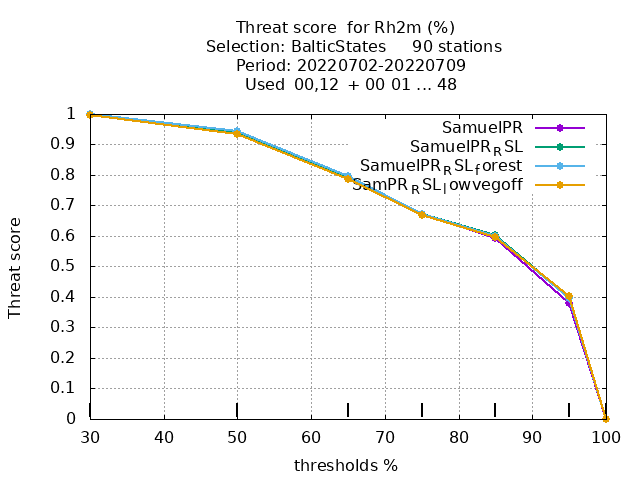 Threat score  for Rh2m (%)
Selection: BalticStates     90 stations
Period: 20220702-20220709
Used  00,12  + 00 01 ... 48
SamuelPR
SamuelPR_RSL
SamuelPR_RSL_forest
SamPR_RSL_lowvegoff
Threat score
1
0.9
0.8
0.7
0.6
0.5
0.4
0.3
0.2
0.1
0
30 40 50 60 70 80 90 100
thresholds %